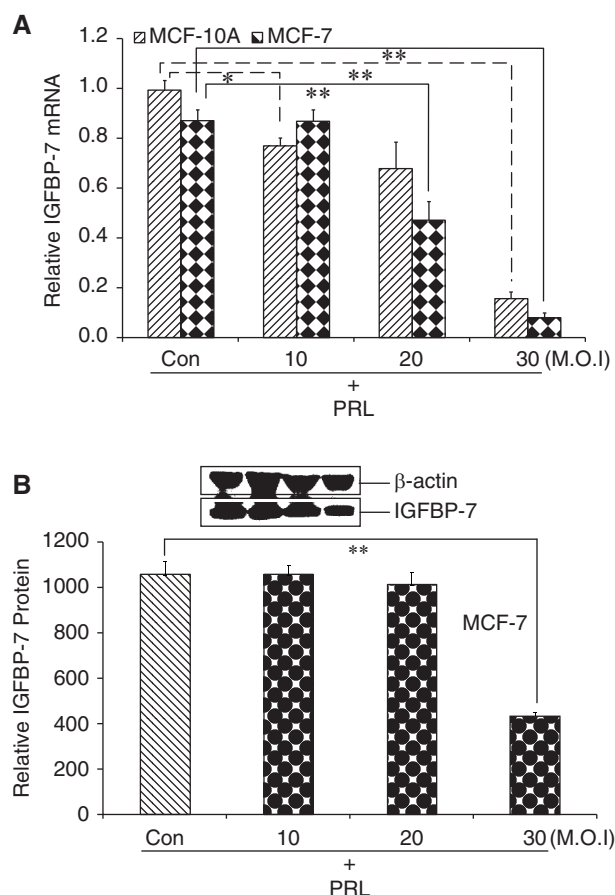 A
MCF-10A MCF-7
Relative IGFBP-7 mRNA
1.2
1.0
0.8
0.6
0.4
0.2
0.0
**
*
**
**
Con 10 20 30 (M.O.I)
+
PRL
B
β-actin
IGFBP-7
Relative IGFBP-7 Protein
1200
1000
800
600
400
200
0
**
MCF-7
Con 10 20 30 (M.O.I)
+
PRL